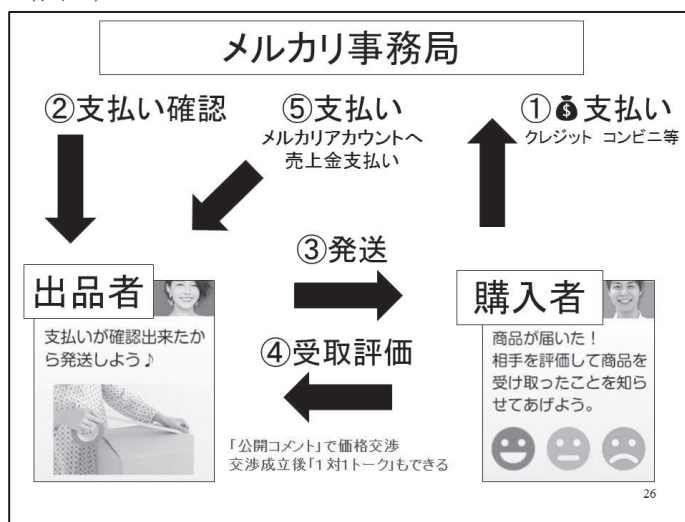 メルカリ事務局
②支払い確認
⑤支払い
メルカリアカウントへ
売上金支払い
①支払い
クレジット コンビニ等
③発送
出品者
支払いが確認出来たか
ら発送しよう♪
購入者
商品が届いた！
相手を評価して商品を
受け取ったことを知ら
せてあげよう。
④受取評価
「公開コメント」で価格交渉
交渉成立後「1対1トーク」もできる
26